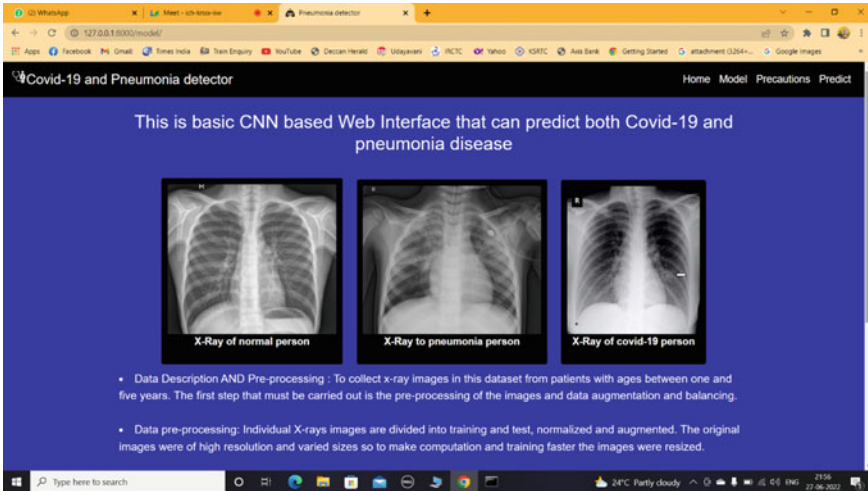 (2) WhatsApp
Meet - ich-knsx-sw
Pneumonia detector
127.0.0.1:8000/model/
Apps Facebook Gmail Times India Train Enquiry YouTube Deccan Herald Udayavani IRCTC Yahoo KSRTC Axis Bank Getting Started attachment (3264×... Google Images
Covid-19 and Pneumonia detector
Home Model Precautions Predict
This is basic CNN based Web Interface that can predict both Covid-19 and
pneumonia disease
R
X-Ray of normal person
X-Ray to pneumonia person
X-Ray of covid-19 person
• Data Description AND Pre-processing : To collect x-ray images in this dataset from patients with ages between one and
five years. The first step that must be carried out is the pre-processing of the images and data augmentation and balancing.
• Data pre-processing: Individual X-rays images are divided into training and test, normalized and augmented. The original
images were of high resolution and varied sizes so to make computation and training faster the images were resized.
Type here to search
24°C Partly cloudy
ENG
21:56
27-06-2022